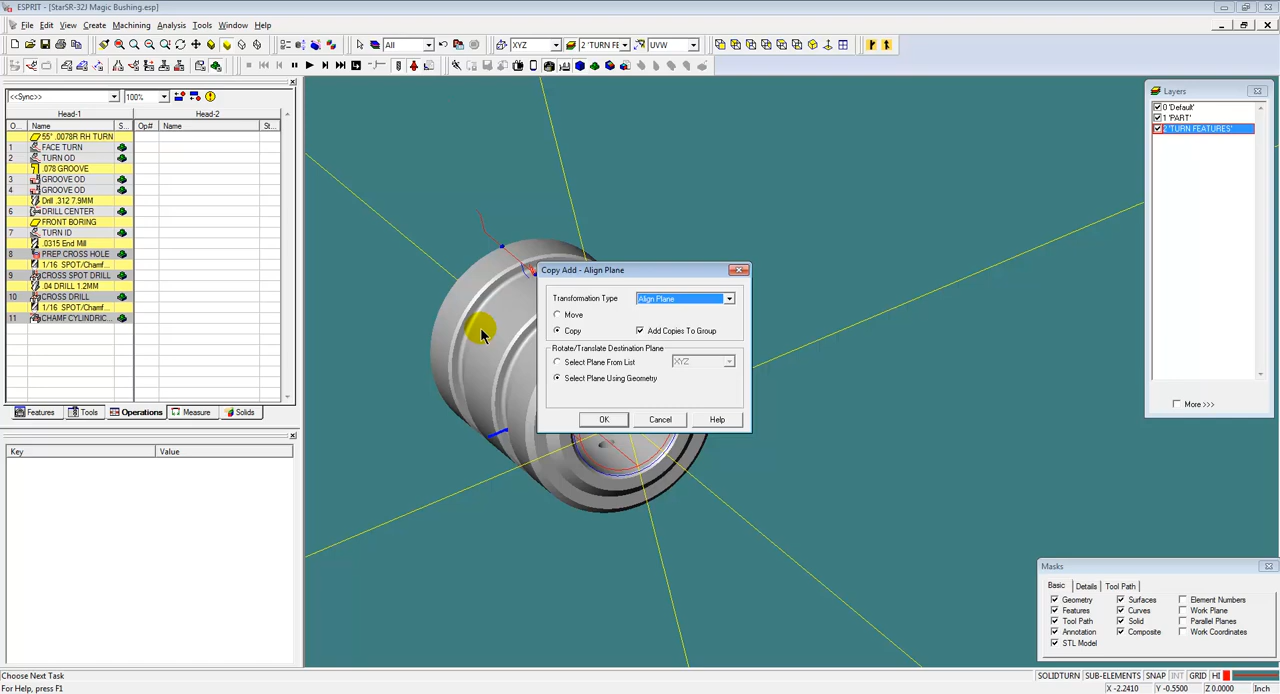 ESPRIT - [StarSR-32J Magic Bushing.esp]
File Edit View Create Machining Analysis Tools Window Help
All XYZ 2 'TURN FE UVW
<<Sync>> 100%
Head-1 Head-2
O... Name S... Op# Name St...
55' .0078R RH TURN
1 FACE TURN
2 TURN OD
.078 GROOVE
3 GROOVE OD
4 GROOVE OD
Drill .312 7.9MM
6 DRILL CENTER
FRONT BORING
7 TURN ID
.0315 End Mill
8 PREP CROSS HOLE
1/16 SPOT/Chamf...
9 CROSS SPOT DRILL
.04 DRILL 1.2MM
10 CROSS DRILL
1/16 SPOT/Chamf...
11 CHAMF CYLINDRIC...
Features Tools Operations Measure Solids
Key Value
Copy Add - Align Plane
Transformation Type Align Plane
Move
Copy Add Copies To Group
Rotate/Translate Destination Plane
Select Plane From List XYZ
Select Plane Using Geometry
OK Cancel Help
Layers
0 'Default'
1 'PART'
2 'TURN FEATURES'
More >>>
Masks
Basic Details Tool Path
Geometry Surfaces Element Numbers
Features Curves Work Plane
Tool Path Solid Parallel Planes
Annotation Composite Work Coordinates
STL Model
Choose Next Task SOLIDTURN SUB-ELEMENTS SNAP INT GRID HI
For Help, press F1 X -2.2410 Y -0.5500 Z 0.0000 Inch